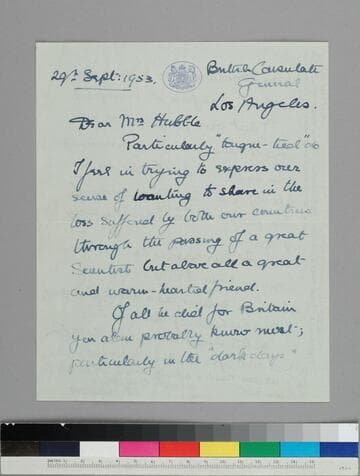 29th Sept: 1953.
British Consulate
General
Los Angeles.
Dear Mrs Hubble
Particularly "tongue-tied" do
I feel in trying to express our
sense of wanting to share in the
loss suffered by both our countries
through the passing of a great
Scientist but above all a great
and warm-hearted friend.
Of all he did for Britain
you alone probably know most;
particularly in the "dark days"